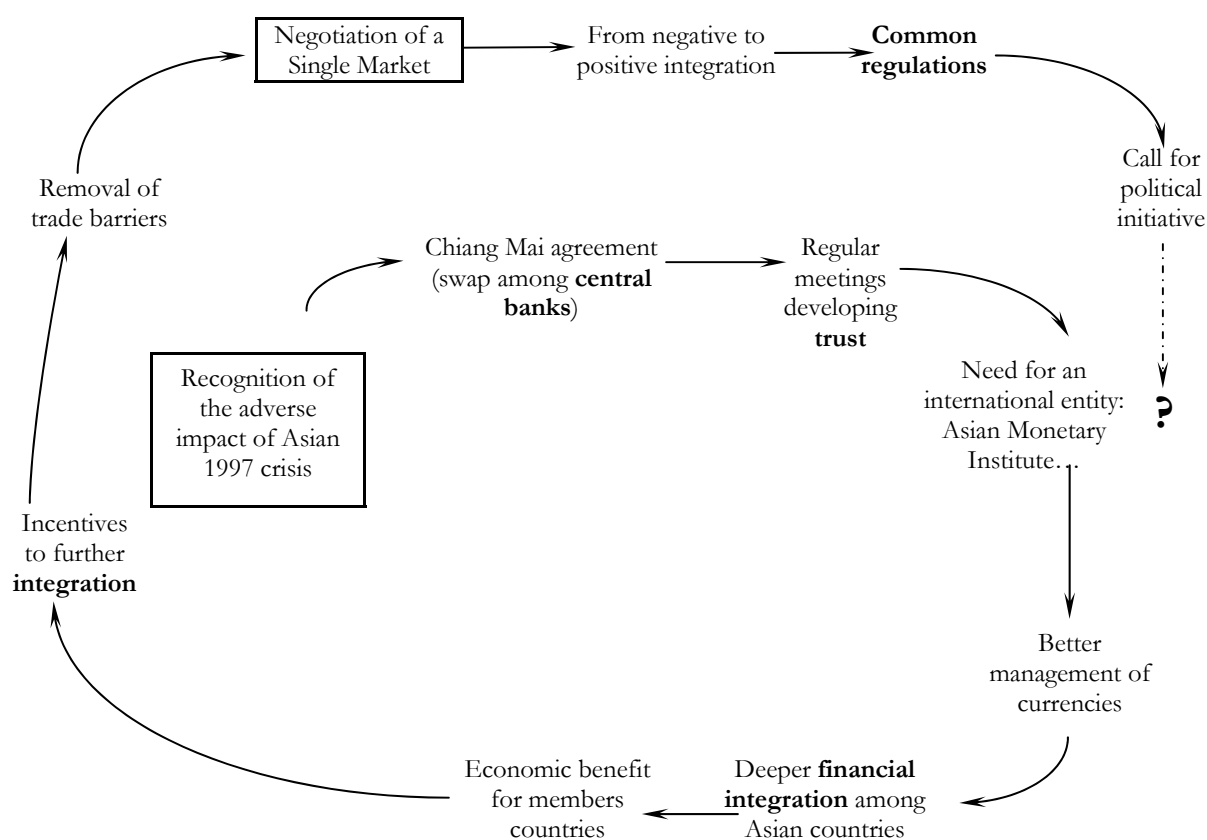 Negotiation of a
Single Market
From negative to
positive integration
Common
regulations
Call for
political
initiative
?
Removal of
trade barriers
Chiang Mai agreement
(swap among central
banks)
Regular
meetings
developing
trust
Recognition of
the adverse
impact of Asian
1997 crisis
Need for an
international entity:
Asian Monetary
Institute…
Incentives
to further
integration
Better
management of
currencies
Economic benefit
for members
countries
Deeper financial
integration among
Asian countries